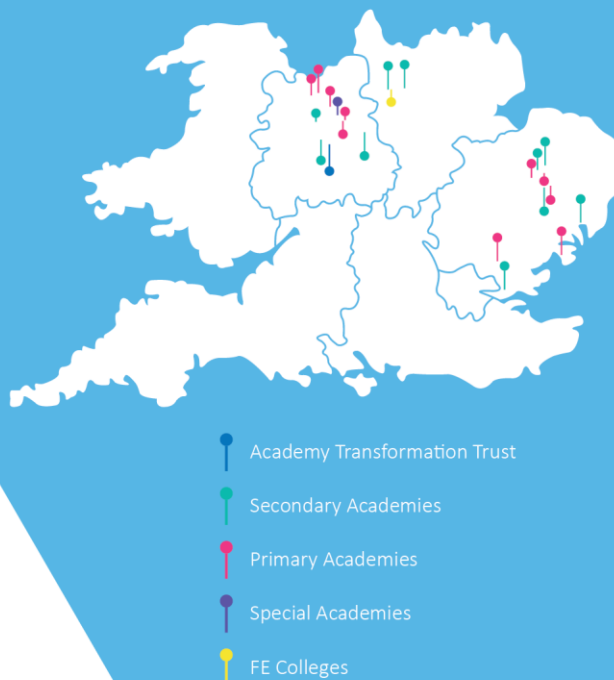 Academy Transformation Trust
Secondary Academies
Primary Academies
Special Academies
FE Colleges